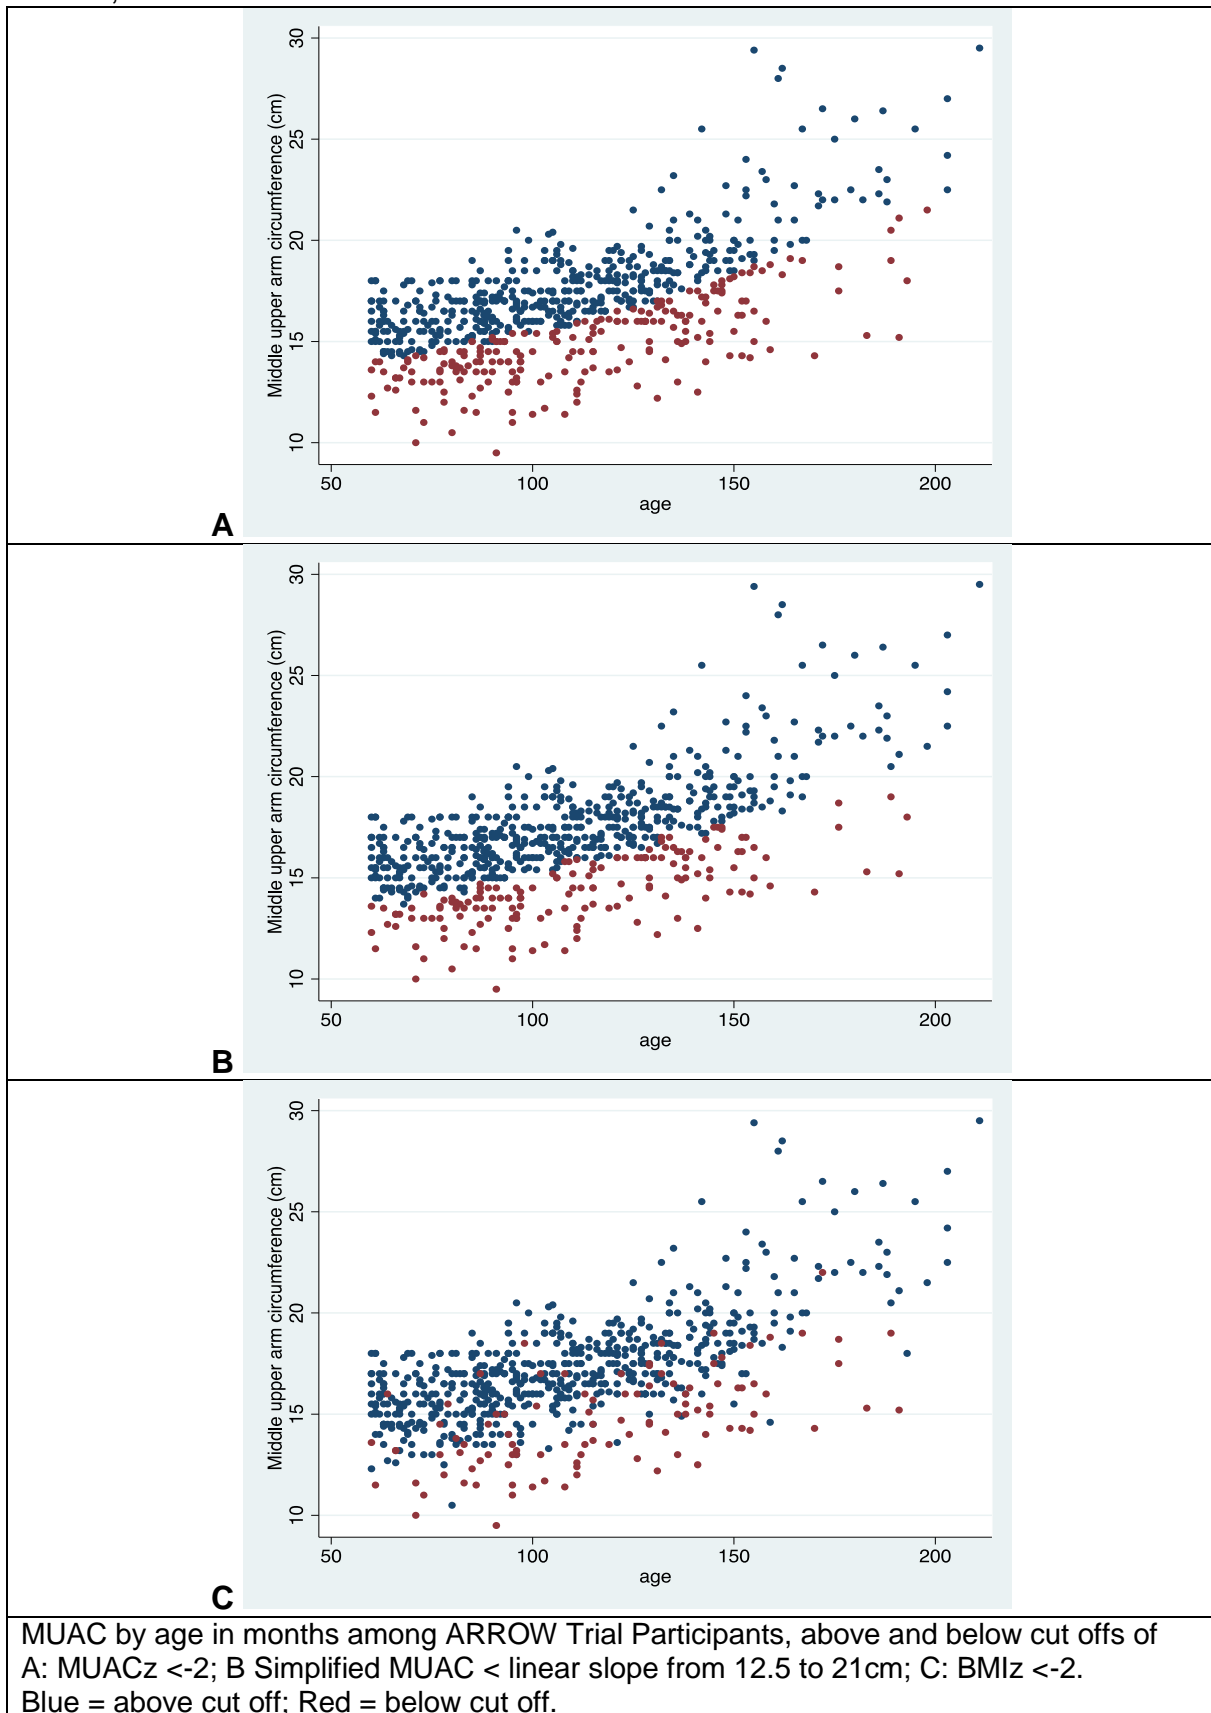 30
25
20
15
10
Middle upper arm circumference (cm)
50 100 150 200
age
A
30
25
20
15
10
Middle upper arm circumference (cm)
50 100 150 200
age
B
30
25
20
15
10
Middle upper arm circumference (cm)
50 100 150 200
age
C
MUAC by age in months among ARROW Trial Participants, above and below cut offs of
A: MUACz <-2; B Simplified MUAC < linear slope from 12.5 to 21cm; C: BMIz <-2.
Blue = above cut off; Red = below cut off.